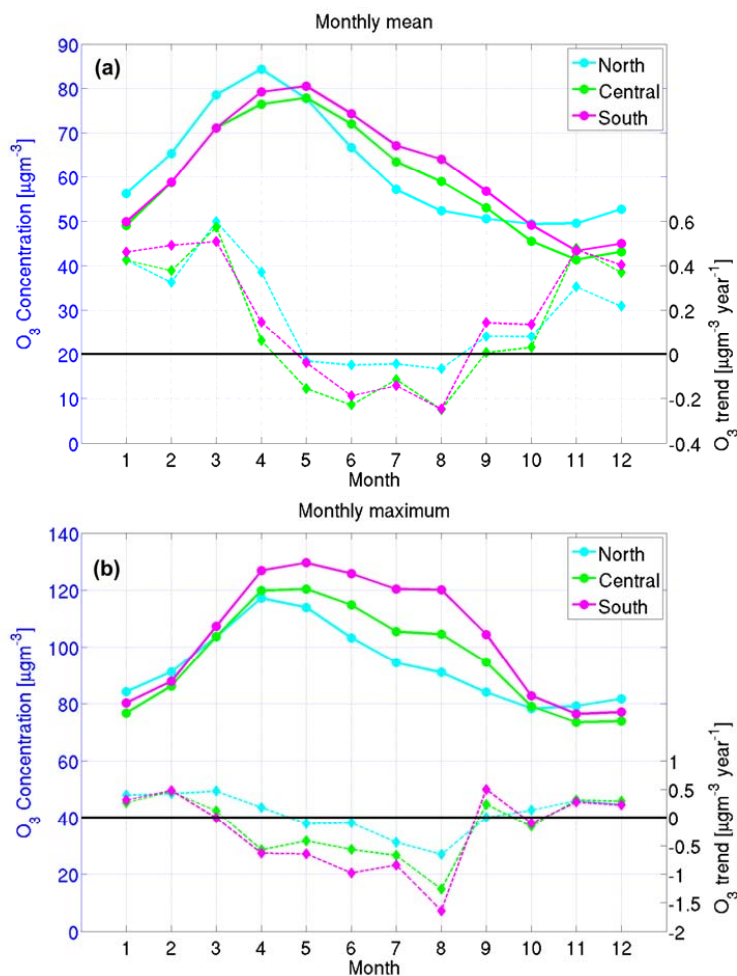 Monthly mean
(a)
North
Central
South
90
80
70
60
50
40
30
20
10
0
O₃ Concentration [µgm⁻³]
0.6
0.4
0.2
0
-0.2
-0.4
O₃ trend [µgm⁻³ year⁻¹]
1 2 3 4 5 6 7 8 9 10 11 12
Month
Monthly maximum
(b)
North
Central
South
140
120
100
80
60
40
20
0
O₃ Concentration [µgm⁻³]
1
0.5
0
-0.5
-1
-1.5
-2
O₃ trend [µgm⁻³ year⁻¹]
1 2 3 4 5 6 7 8 9 10 11 12
Month